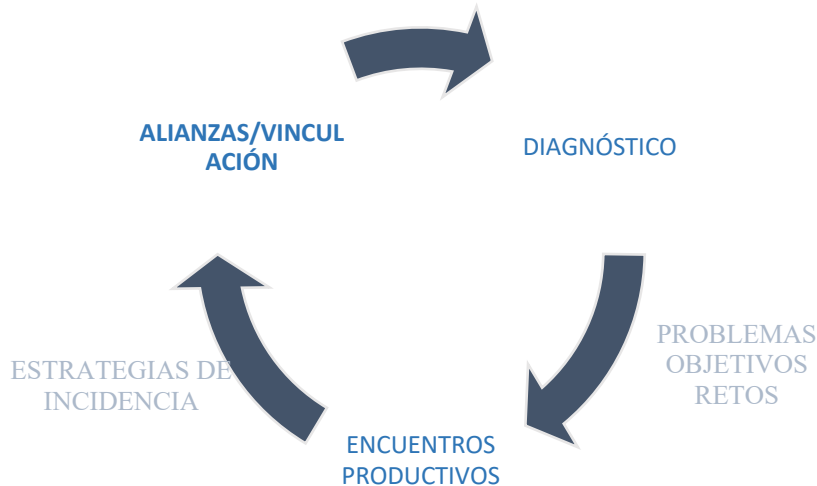 ALIANZAS/VINCUL
ACIÓN
DIAGNÓSTICO
PROBLEMAS
OBJETIVOS
RETOS
ESTRATEGIAS DE
INCIDENCIA
ENCUENTROS
PRODUCTIVOS